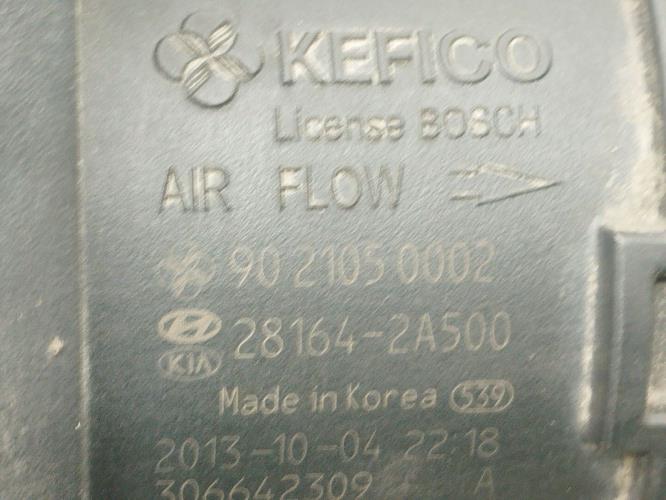 KEFICO
License BOSCH
AIR FLOW
90 2105 0002
28164-2A500
KIA
Made in Korea 539
2013-10-04 22:18
306642309 A